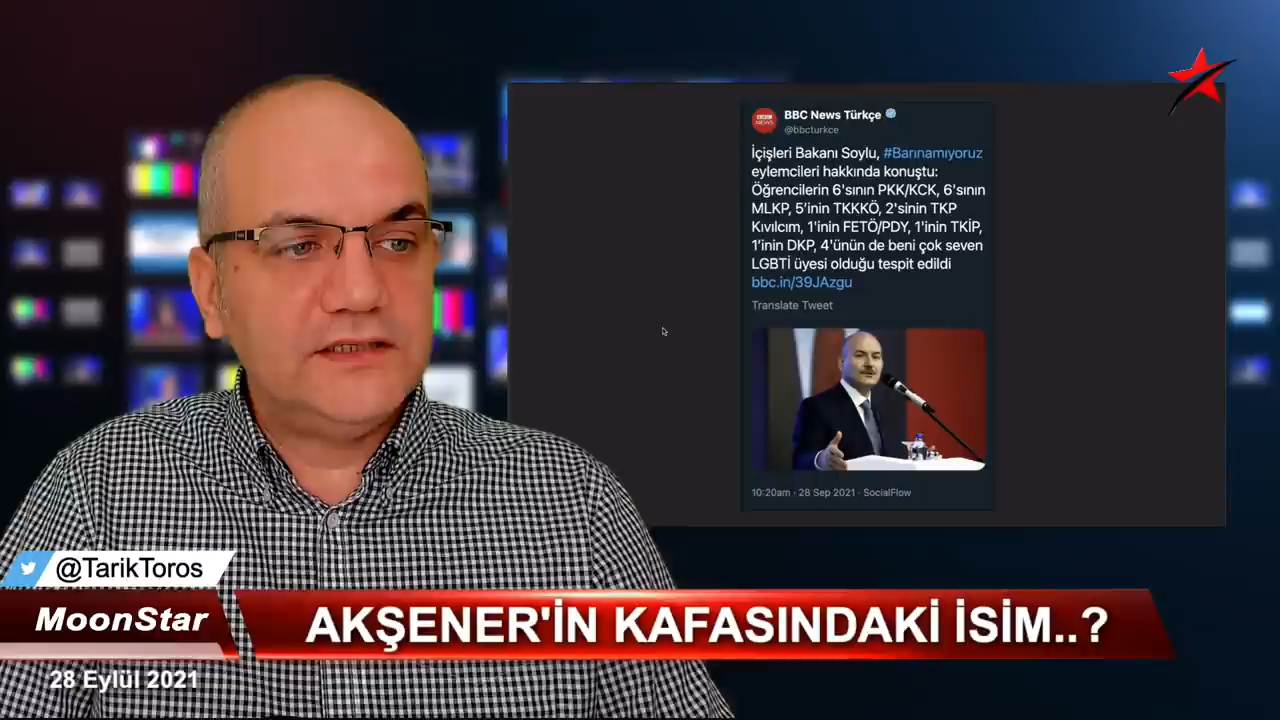 BBC NEWS
BBC News Türkçe
@bbcturkce
İçişleri Bakanı Soylu, #Barınamıyoruz
eylemcileri hakkında konuştu:
Öğrencilerin 6'sının PKK/KCK, 6'sının
MLKP, 5'inin TKKKÖ, 2'sinin TKP
Kıvılcım, 1'inin FETÖ/PDY, 1'inin TKİP,
1'inin DKP, 4'ünün de beni çok seven
LGBTİ üyesi olduğu tespit edildi
bbc.in/39JAzgu
Translate Tweet
10:20am · 28 Sep 2021 · SocialFlow
@TarikToros
MoonStar
AKŞENER'İN KAFASINDAKİ İSİM..?
28 Eylül 2021